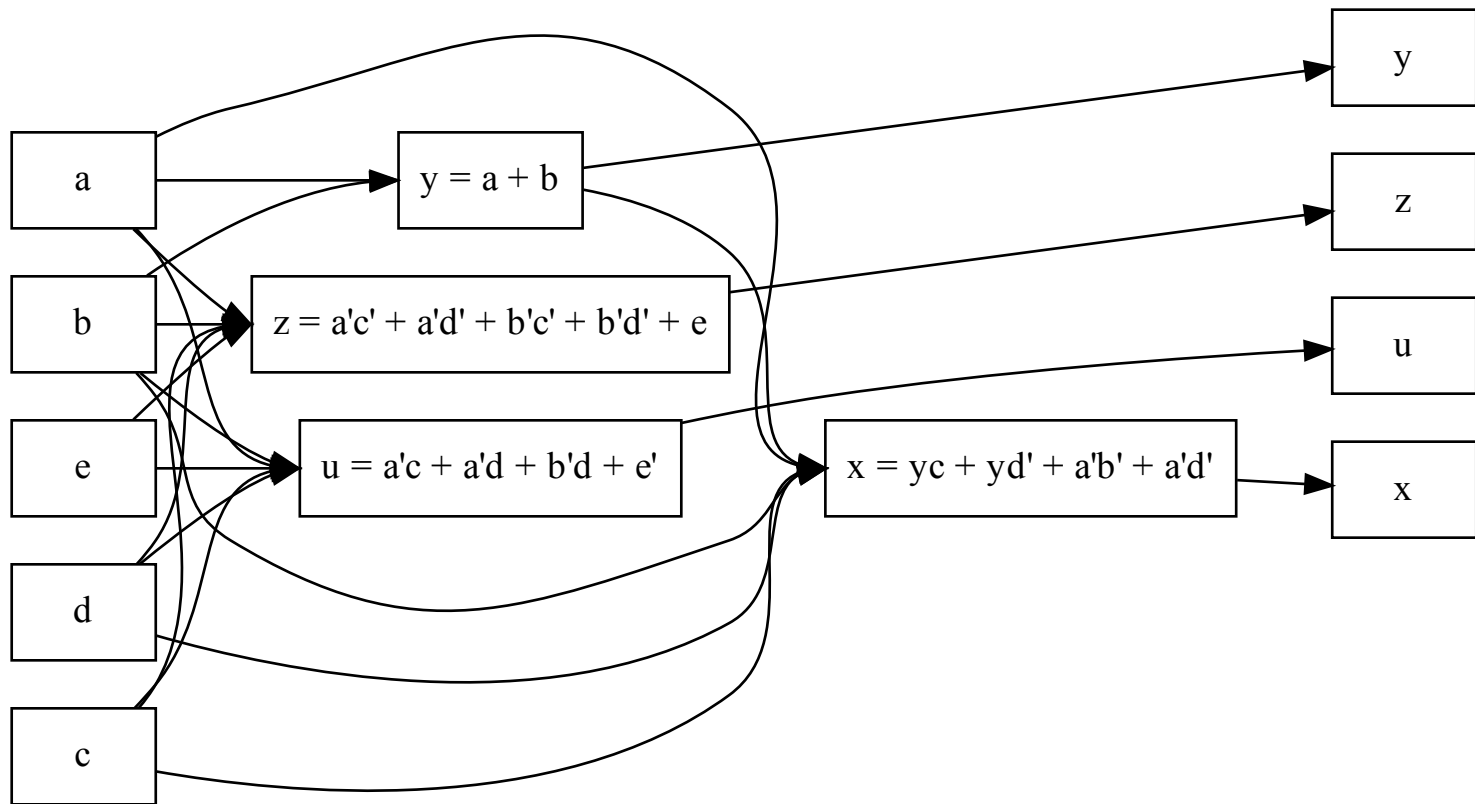 a
b
e
d
c
y = a + b
z = a'c' + a'd' + b'c' + b'd' + e
u = a'c + a'd + b'd + e'
x = yc + yd' + a'b' + a'd'
y
z
u
x